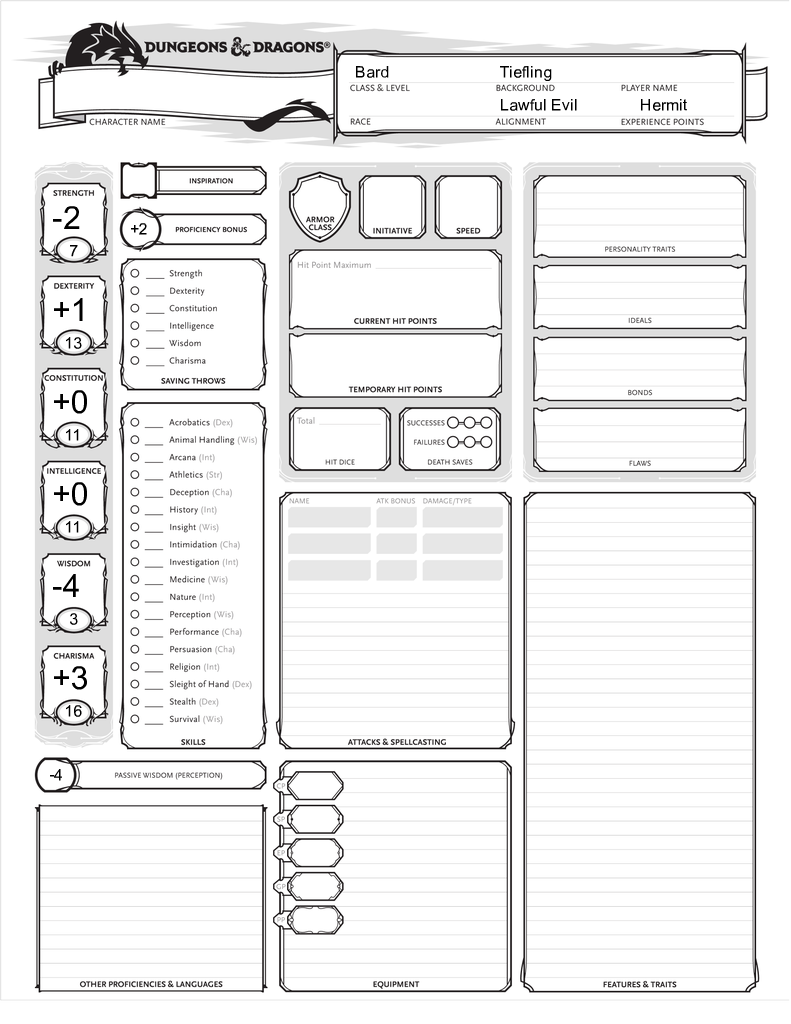 DUNGEONS & DRAGONS®
Bard Tiefling
CLASS & LEVEL BACKGROUND PLAYER NAME
Lawful Evil Hermit
RACE ALIGNMENT EXPERIENCE POINTS
CHARACTER NAME
STRENGTH
-2
7
DEXTERITY
+1
13
CONSTITUTION
+0
11
INTELLIGENCE
+0
11
WISDOM
-4
3
CHARISMA
+3
16
INSPIRATION
+2 PROFICIENCY BONUS
Strength
Dexterity
Constitution
Intelligence
Wisdom
Charisma
SAVING THROWS
Acrobatics (Dex)
Animal Handling (Wis)
Arcana (Int)
Athletics (Str)
Deception (Cha)
History (Int)
Insight (Wis)
Intimidation (Cha)
Investigation (Int)
Medicine (Wis)
Nature (Int)
Perception (Wis)
Performance (Cha)
Persuasion (Cha)
Religion (Int)
Sleight of Hand (Dex)
Stealth (Dex)
Survival (Wis)
SKILLS
-4 PASSIVE WISDOM (PERCEPTION)
OTHER PROFICIENCIES & LANGUAGES
ARMOR
CLASS
INITIATIVE
SPEED
Hit Point Maximum
CURRENT HIT POINTS
TEMPORARY HIT POINTS
Total
HIT DICE
SUCCESSES
FAILURES
DEATH SAVES
NAME ATK BONUS DAMAGE/TYPE
ATTACKS & SPELLCASTING
CP
SP
EP
GP
PP
EQUIPMENT
PERSONALITY TRAITS
IDEALS
BONDS
FLAWS
FEATURES & TRAITS